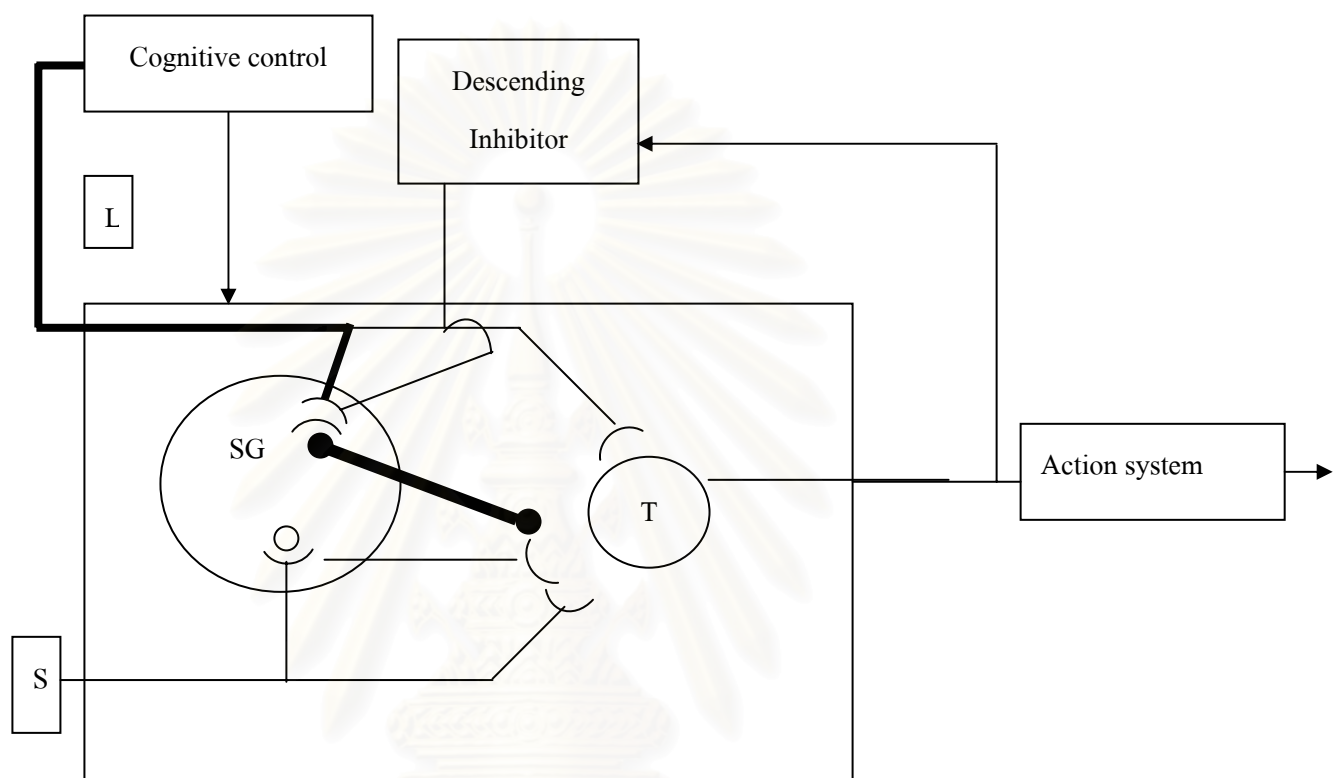 Cognitive control
Descending
Inhibitor
L
SG
T
Action system
S